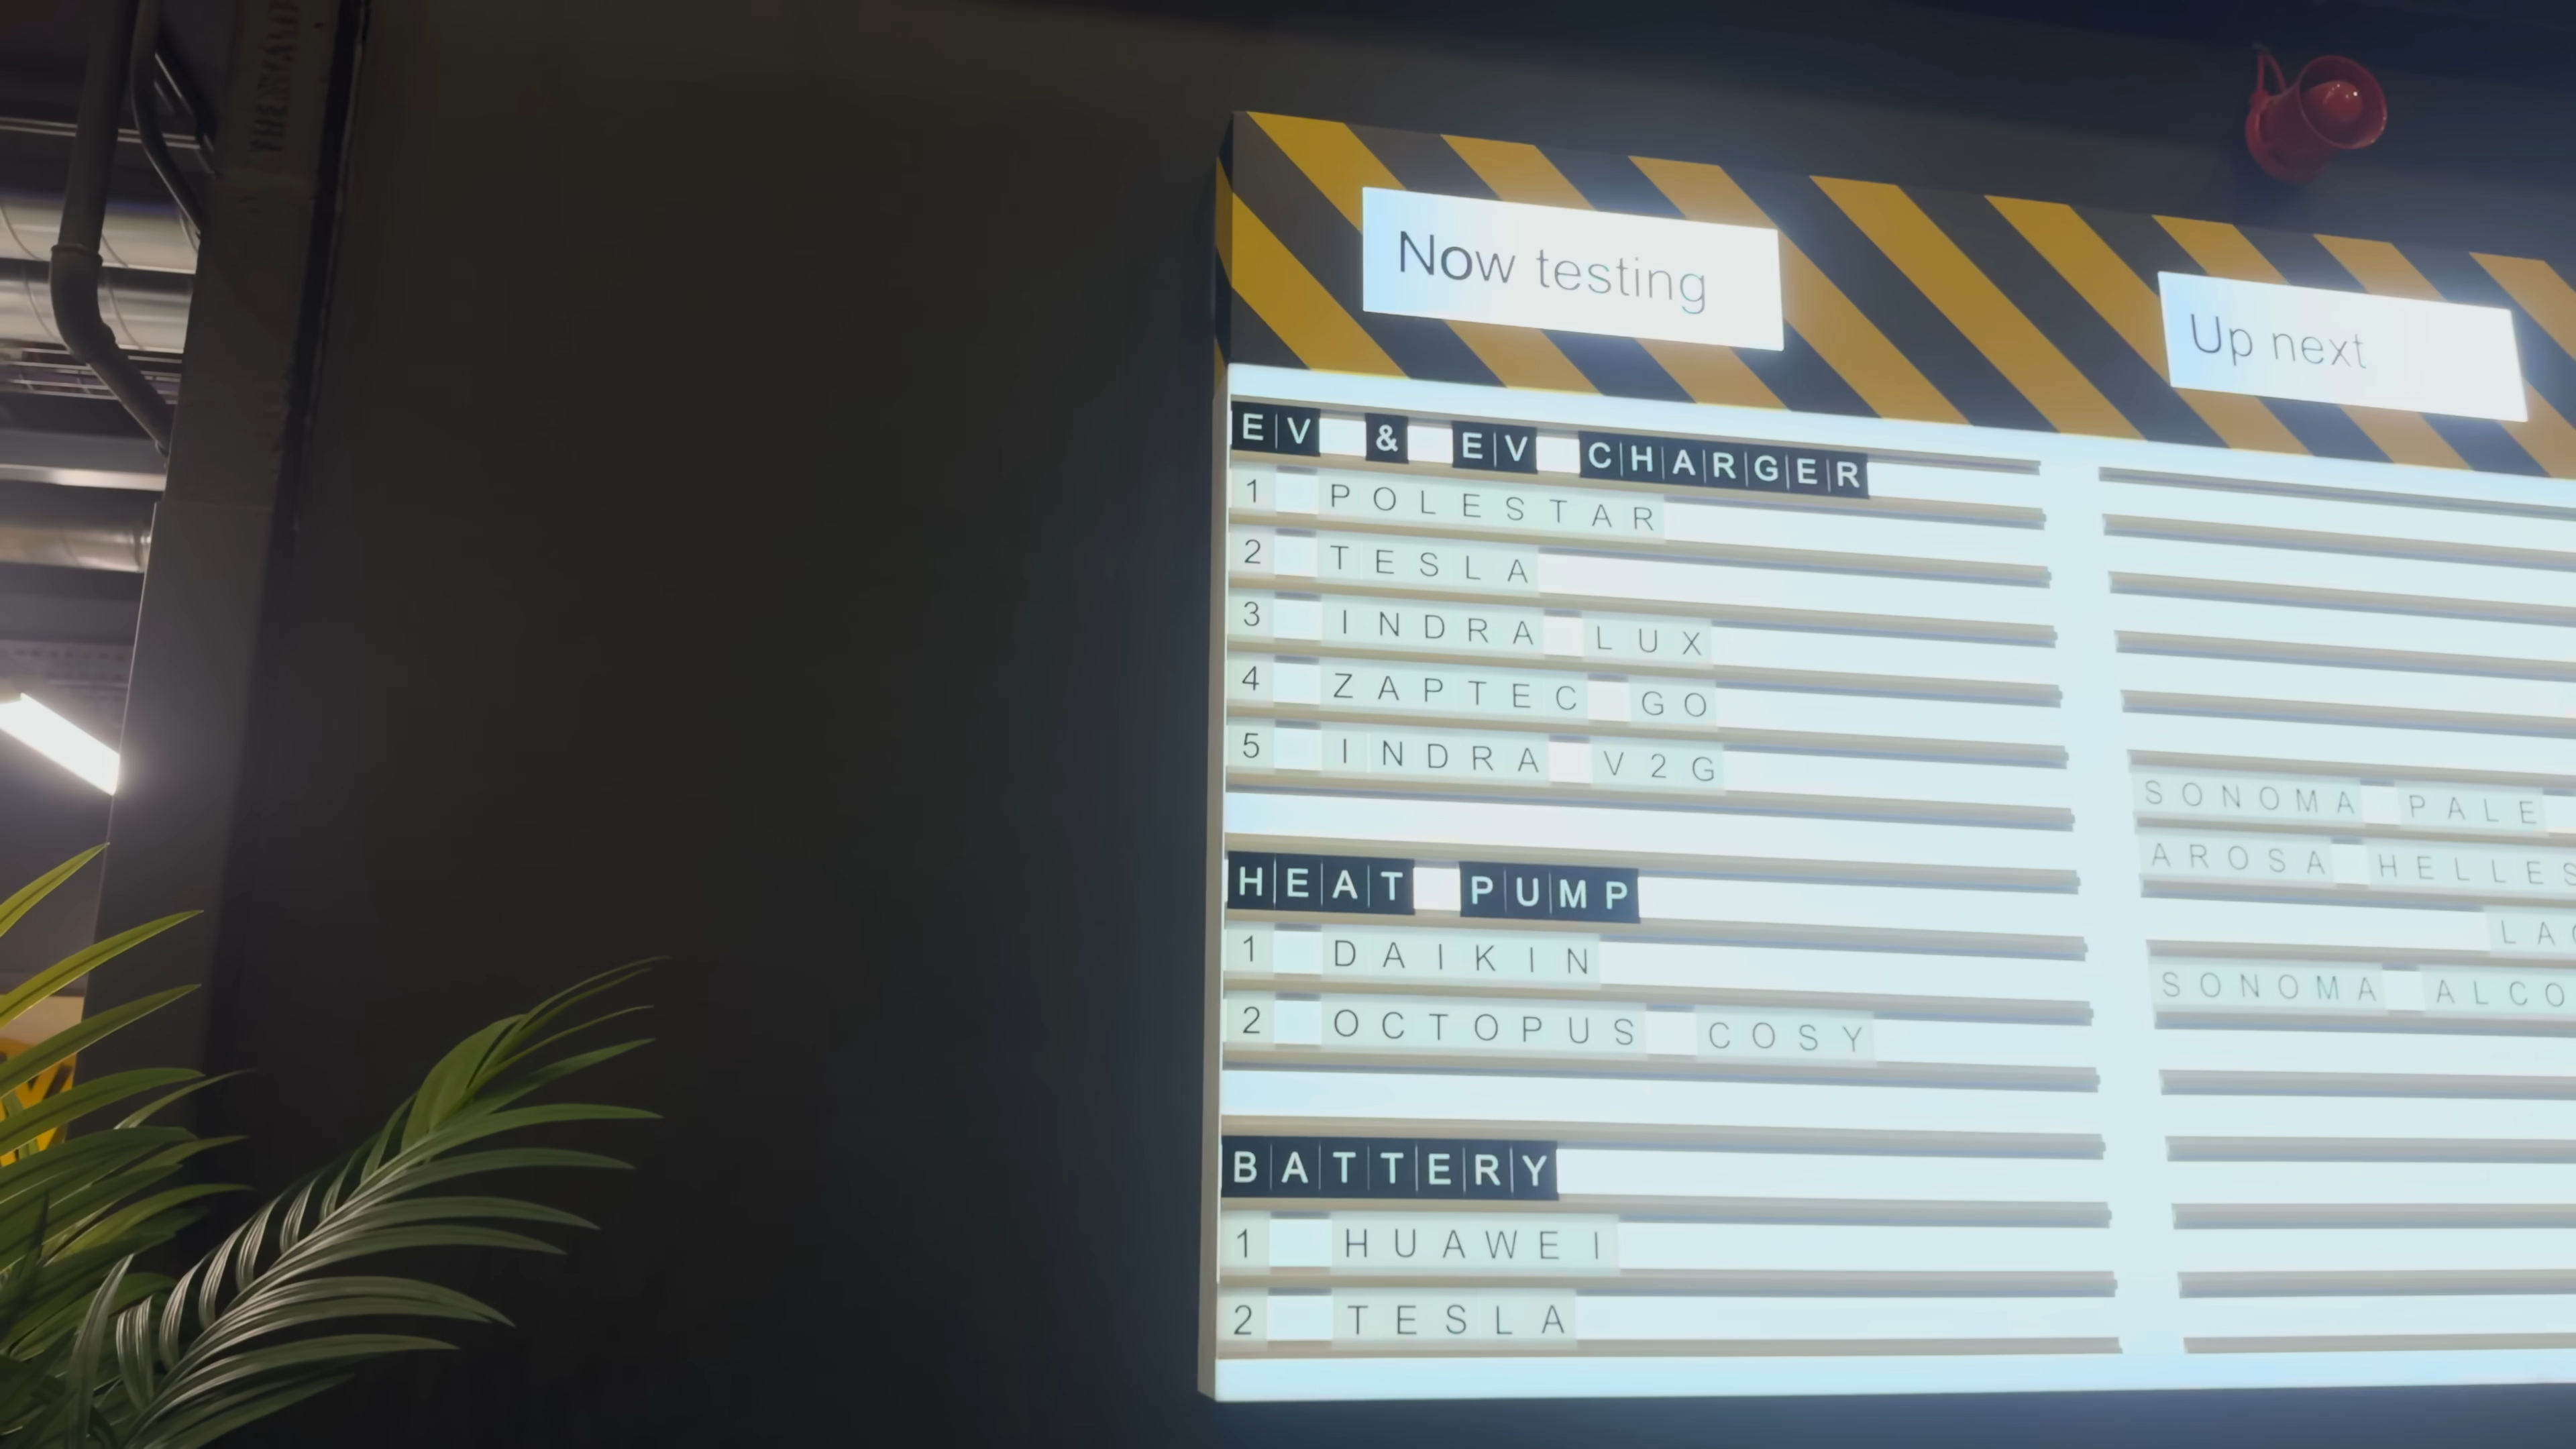 Now testing
Up next
EV & EV CHARGER
1 POLESTAR
2 TESLA
3 INDRA LUX
4 ZAPTEC GO
5 INDRA V2G
HEAT PUMP
1 DAIKIN
2 OCTOPUS COSY
BATTERY
1 HUAWEI
2 TESLA
SONOMA PALE
AROSA HELLES
SONOMA